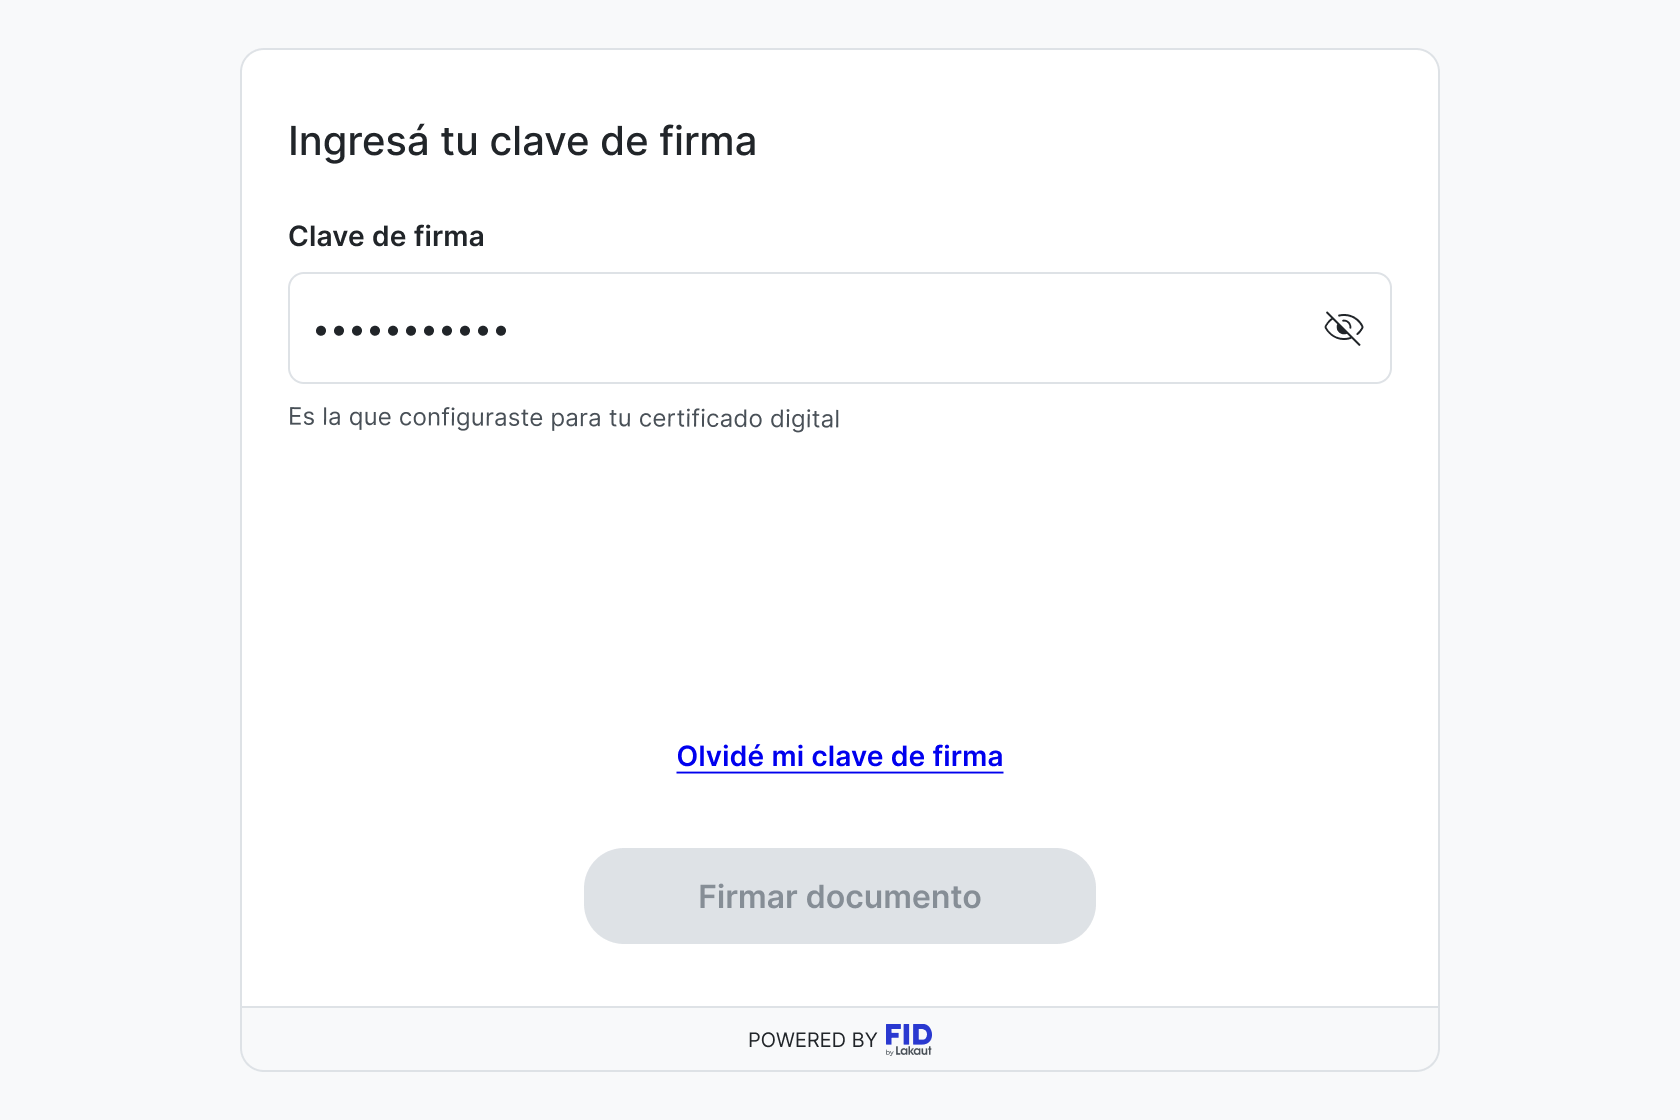 Ingresá tu clave de firma
Clave de firma
•••••••••••
Es la que configuraste para tu certificado digital
Olvidé mi clave de firma
Firmar documento
POWERED BY FID by Lakaut